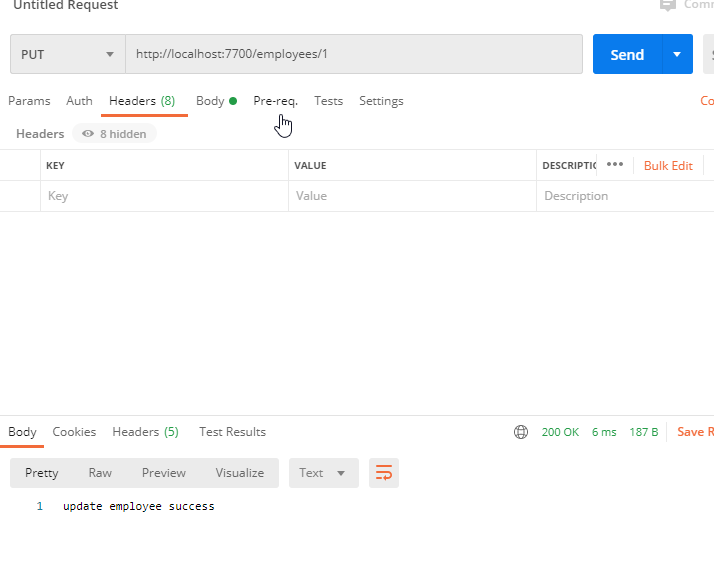 Untitled Request
Comm
PUT http://localhost:7700/employees/1 Send
Params Auth Headers (8) Body Pre-req. Tests Settings Co
Headers 8 hidden
KEY VALUE DESCRIPTIO ••• Bulk Edit
Key Value Description
Body Cookies Headers (5) Test Results 200 OK 6 ms 187 B Save R
Pretty Raw Preview Visualize Text
1 update employee success